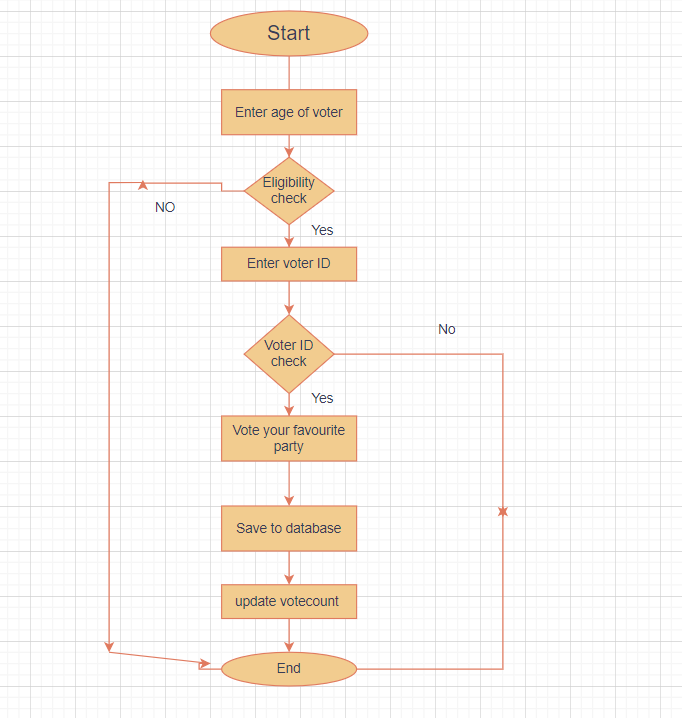 Start
Enter age of voter
Eligibility
check
NO
Yes
Enter voter ID
No
Voter ID
check
Yes
Vote your favourite
party
Save to database
update votecount
End